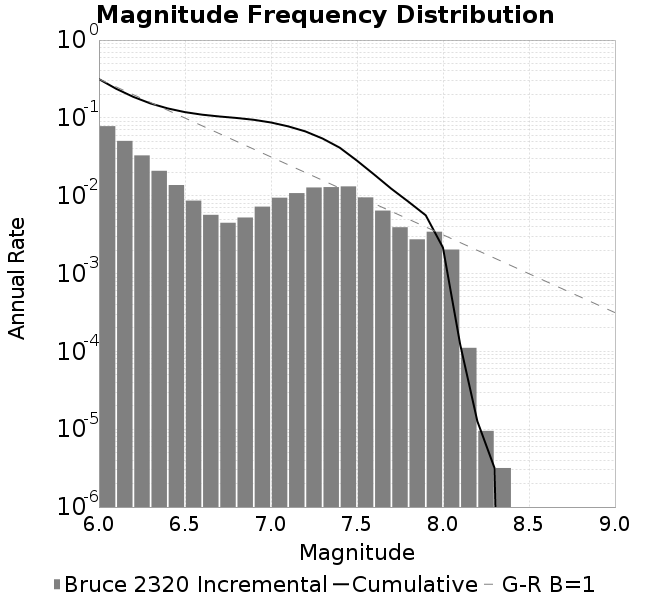 Magnitude Frequency Distribution
10^0
10^-1
10^-2
10^-3
10^-4
10^-5
10^-6
Annual Rate
6.0 6.5 7.0 7.5 8.0 8.5 9.0
Magnitude
Bruce 2320 Incremental Cumulative G-R B=1